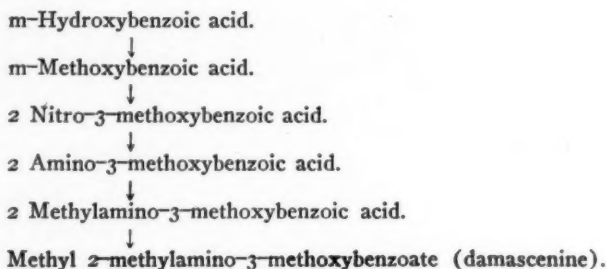 m-Hydroxybenzoic acid.
m-Methoxybenzoic acid.
2 Nitro-3-methoxybenzoic acid.
2 Amino-3-methoxybenzoic acid.
2 Methylamino-3-methoxybenzoic acid.
Methyl 2-methylamino-3-methoxybenzoate (damascenine).